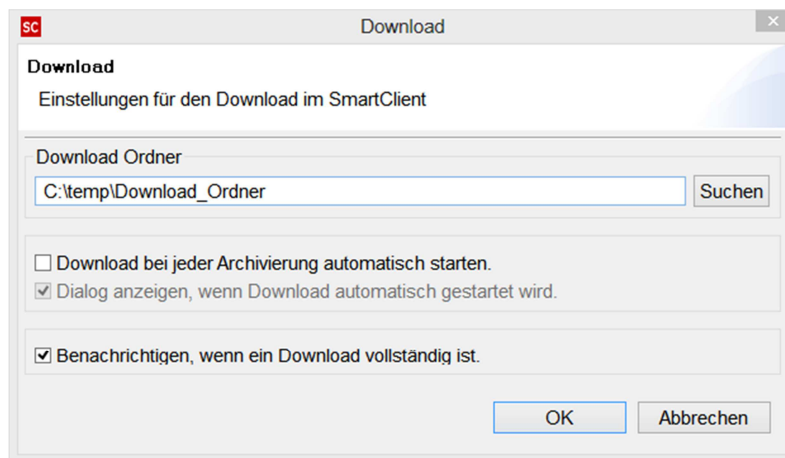 SC
Download
Download
Einstellungen für den Download im SmartClient
Download Ordner
C:\temp\Download_Ordner
Suchen
Download bei jeder Archivierung automatisch starten.
Dialog anzeigen, wenn Download automatisch gestartet wird.
Benachrichtigen, wenn ein Download vollständig ist.
OK
Abbrechen